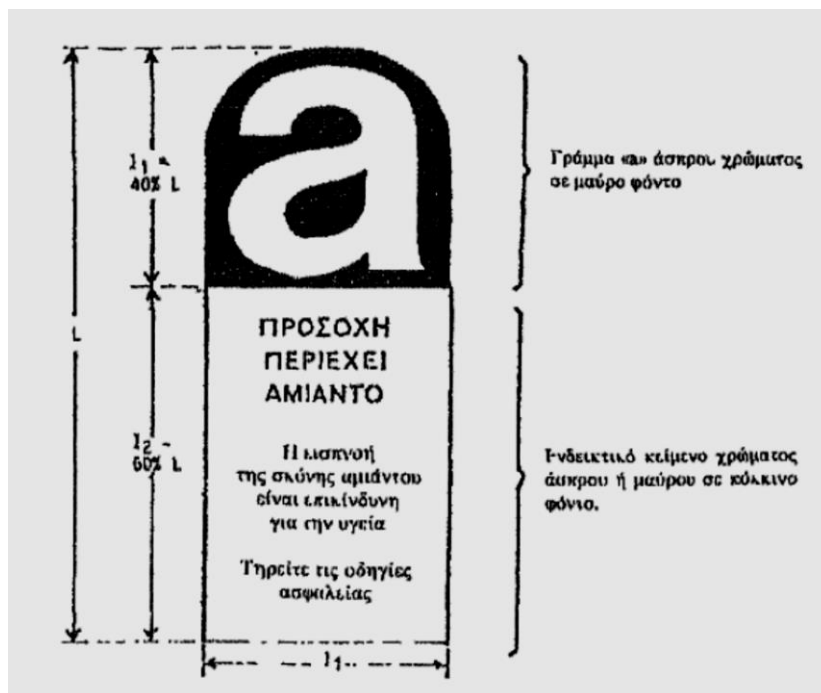 a
l₁ =
40% L
L
l₂ -
60% L
l₁
ΠΡΟΣΟΧΗ
ΠΕΡΙΕΧΕΙ
ΑΜΙΑΝΤΟ
Η εισπνοή
της σκόνης αμιάντου
είναι επικίνδυνη
για την υγεία
Τηρείτε τις οδηγίες
ασφαλείας
Γράμμα «a» άσπρου χρώματος
σε μαύρο φόντο
Ενδεικτικό κείμενο χρώματος
άσπρου ή μαύρου σε κόκκινο
φόντο.